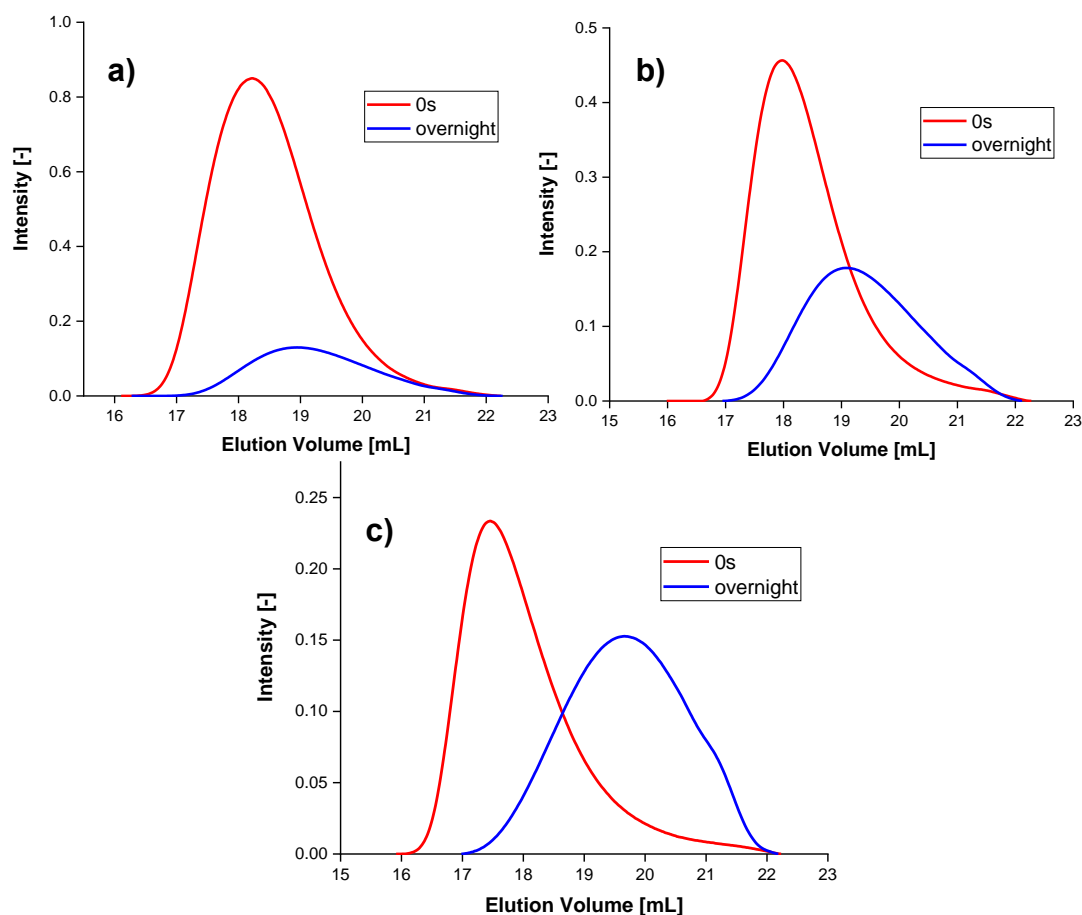 a)
0s
overnight
Intensity [-]
1.0
0.8
0.6
0.4
0.2
0.0
16 17 18 19 20 21 22 23
Elution Volume [mL]
b)
0s
overnight
Intensity [-]
0.5
0.4
0.3
0.2
0.1
0.0
15 16 17 18 19 20 21 22 23
Elution Volume [mL]
c)
0s
overnight
Intensity [-]
0.25
0.20
0.15
0.10
0.05
0.00
15 16 17 18 19 20 21 22 23
Elution Volume [mL]